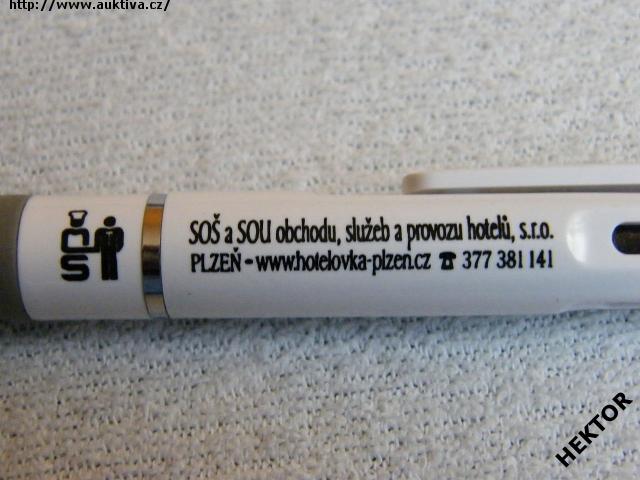 http://www.auktiva.cz/
SOŠ a SOU obchodu, služeb a provozu hotelů, s.r.o.
PLZEŇ - www.hotelovka-plzen.cz ☎ 377 381 141
HEKTOR